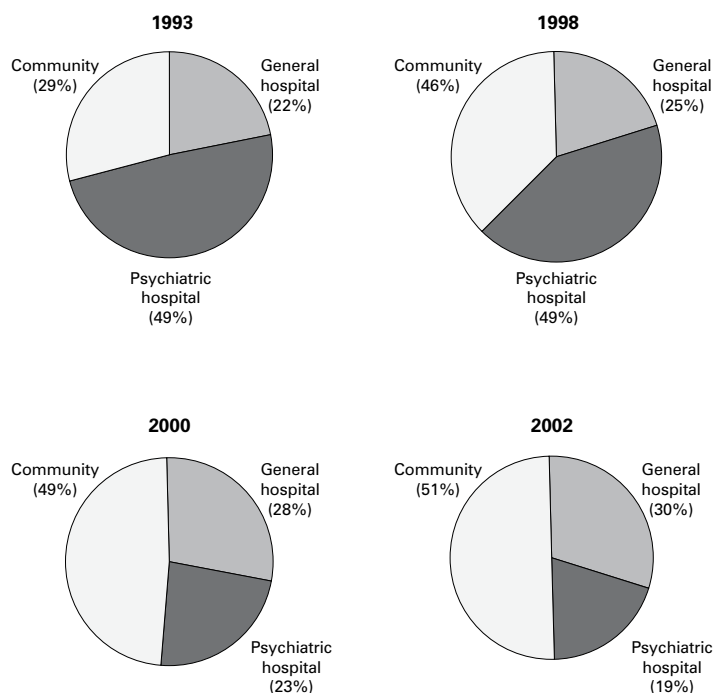 1993
Community
(29%)
General
hospital
(22%)
Psychiatric
hospital
(49%)
1998
Community
(46%)
General
hospital
(25%)
Psychiatric
hospital
(49%)
2000
Community
(49%)
General
hospital
(28%)
Psychiatric
hospital
(23%)
2002
Community
(51%)
General
hospital
(30%)
Psychiatric
hospital
(19%)